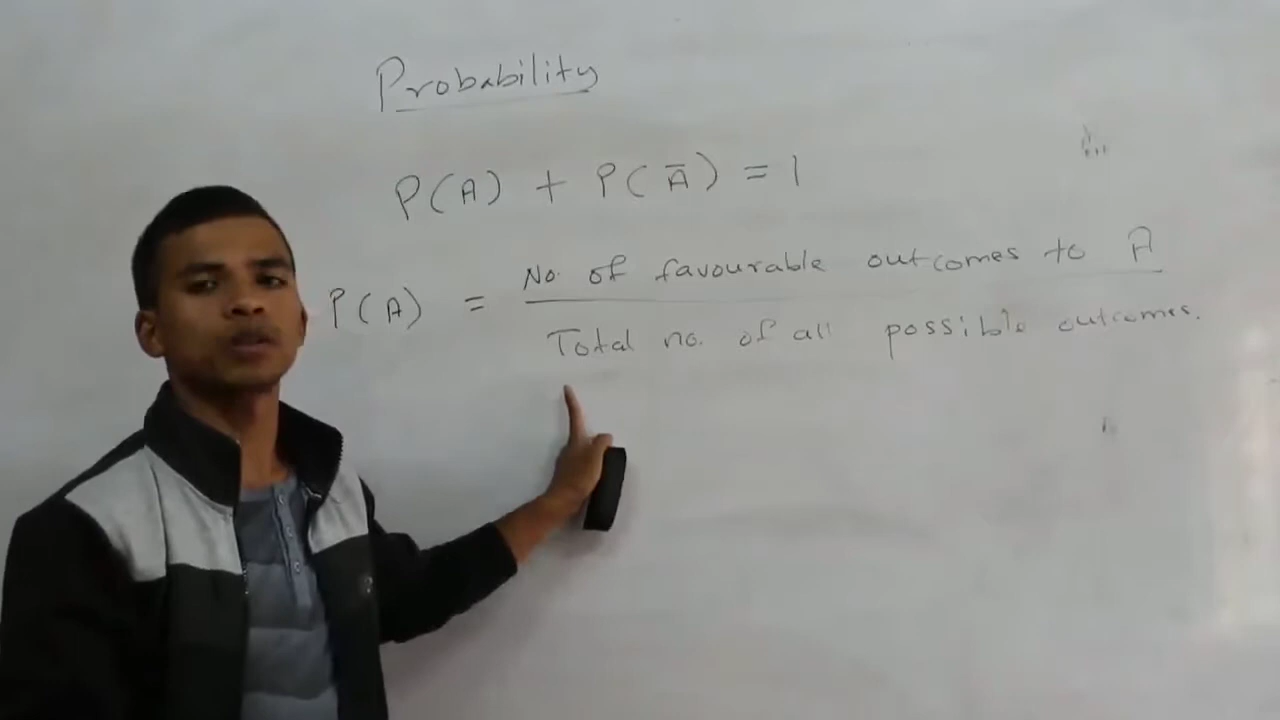 Probability
P(A) + P(Ā) = 1
P(A) = No. of favourable outcomes to A
Total no. of all possible outcomes.